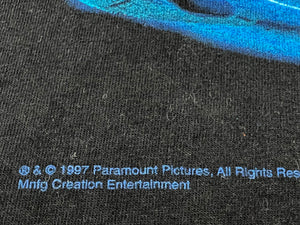 ® & © 1997 Paramount Pictures, All Rights Res
Mnfg Creation Entertainment